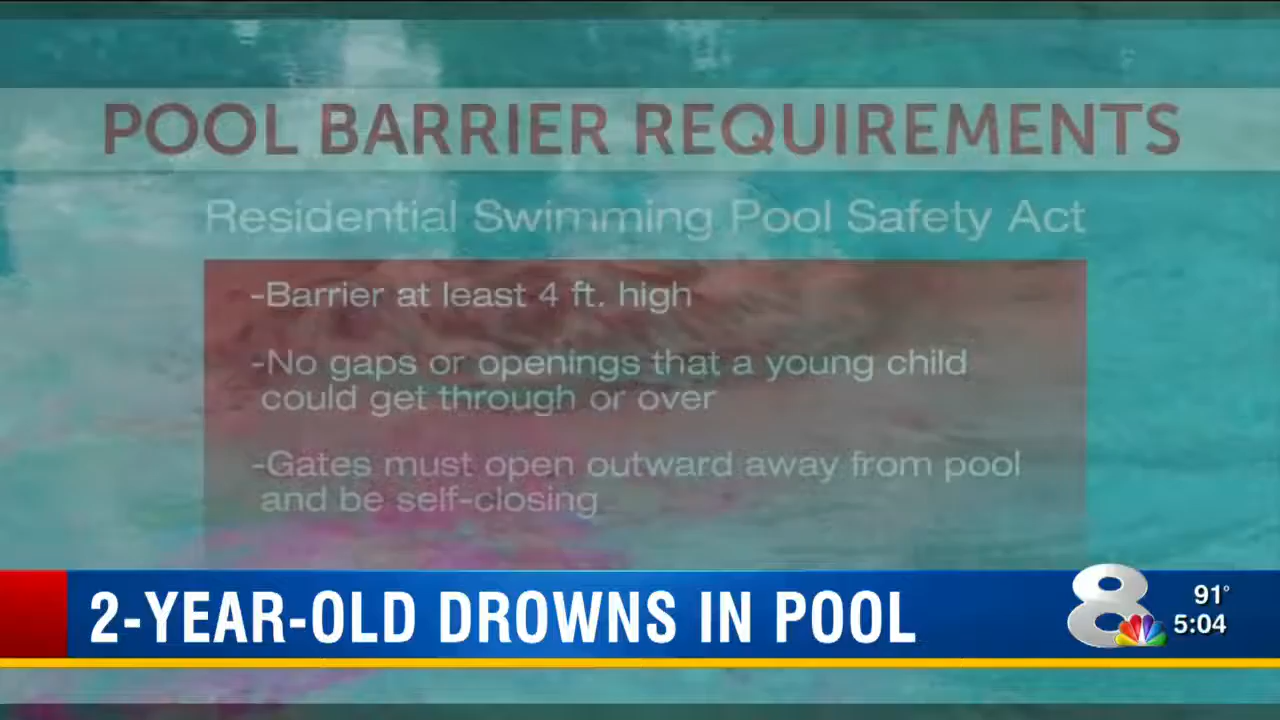 POOL BARRIER REQUIREMENTS
Residential Swimming Pool Safety Act
-Barrier at least 4 ft. high
-No gaps or openings that a young child
could get through or over
-Gates must open outward away from pool
and be self-closing
2-YEAR-OLD DROWNS IN POOL
8
91°
5:04